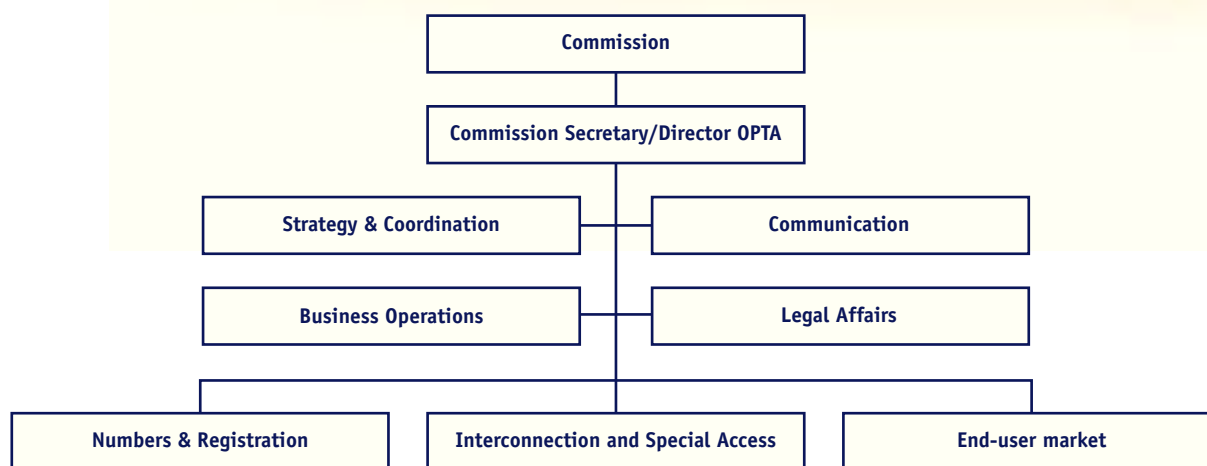 Commission
Commission Secretary/Director OPTA
Strategy & Coordination
Communication
Business Operations
Legal Affairs
Numbers & Registration
Interconnection and Special Access
End-user market